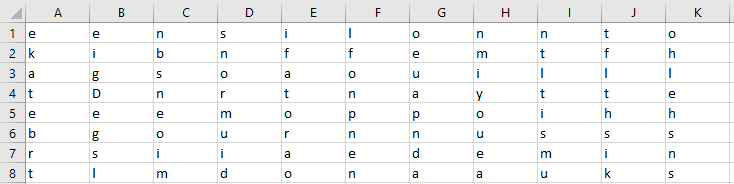 A B C D E F G H I J K
1 e e n s i l o n n t o
2 k i b n f f e m t f h
3 a g s o a o u i l l l
4 t D n r t n a y t t e
5 e e e m o p p o i h h
6 b g o u r n n u s s s
7 r s i i a e d e m i n
8 t l m d o n a a u k s